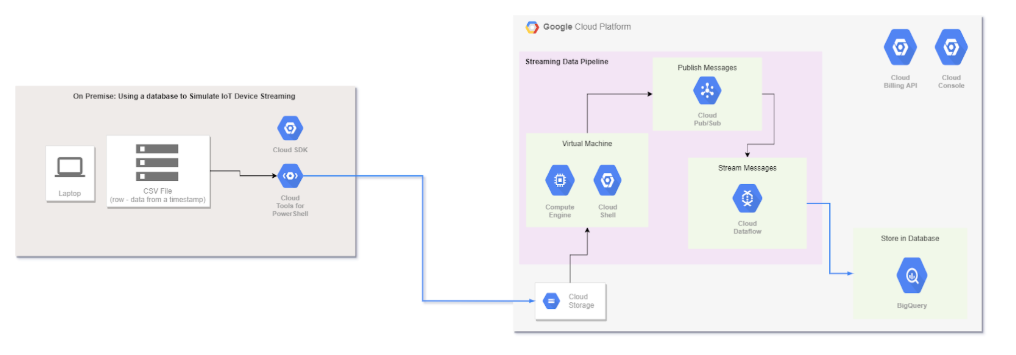 Google Cloud Platform
Streaming Data Pipeline
Publish Messages
Cloud
Pub/Sub
Cloud
Billing API
Cloud
Console
On Premise: Using a database to Simulate IoT Device Streaming
Cloud SDK
Laptop
CSV File
(row - data from a timestamp)
Cloud
Tools for
PowerShell
Virtual Machine
Compute
Engine
Cloud
Shell
Stream Messages
Cloud
Dataflow
Store in Database
BigQuery
Cloud
Storage